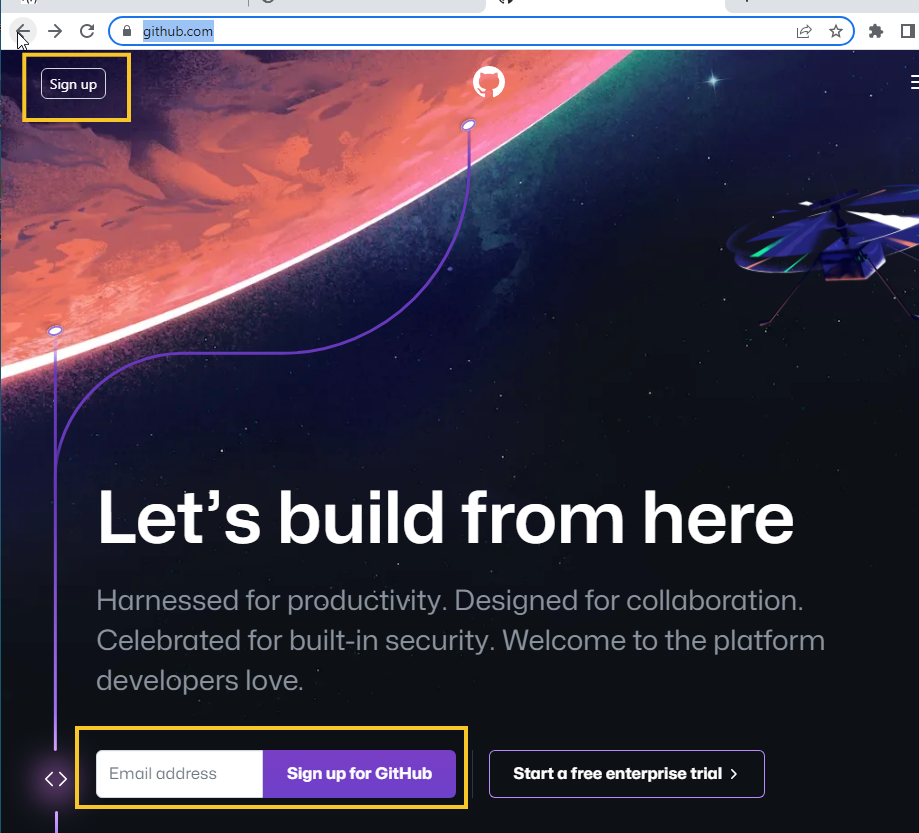 github.com
Sign up
Let's build from here
Harnessed for productivity. Designed for collaboration.
Celebrated for built-in security. Welcome to the platform
developers love.
Email address
Sign up for GitHub
Start a free enterprise trial